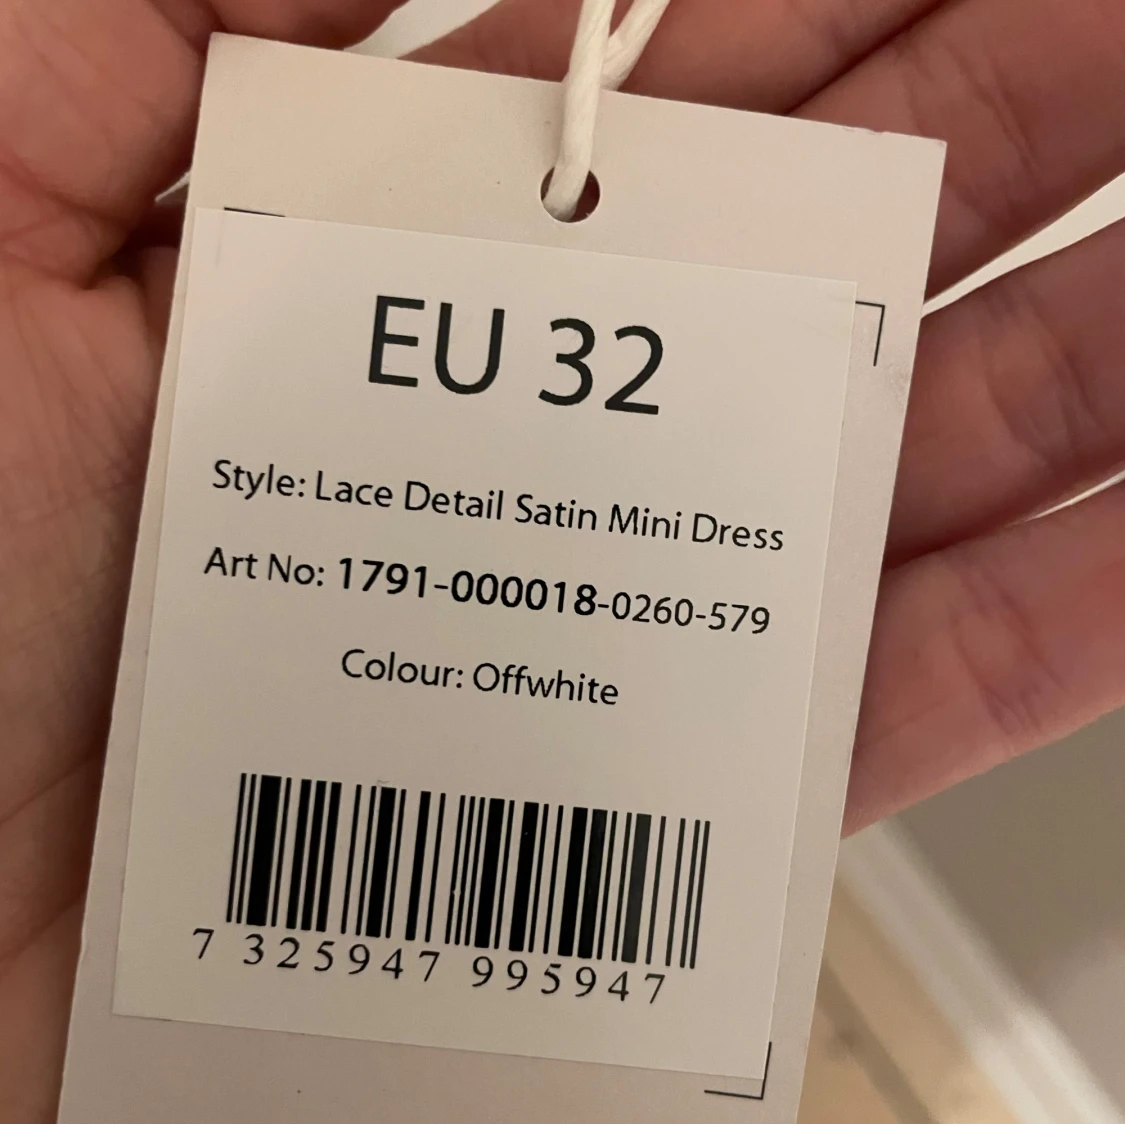 EU 32
Style: Lace Detail Satin Mini Dress
Art No: 1791-000018-0260-579
Colour: Offwhite
7 325947 995947